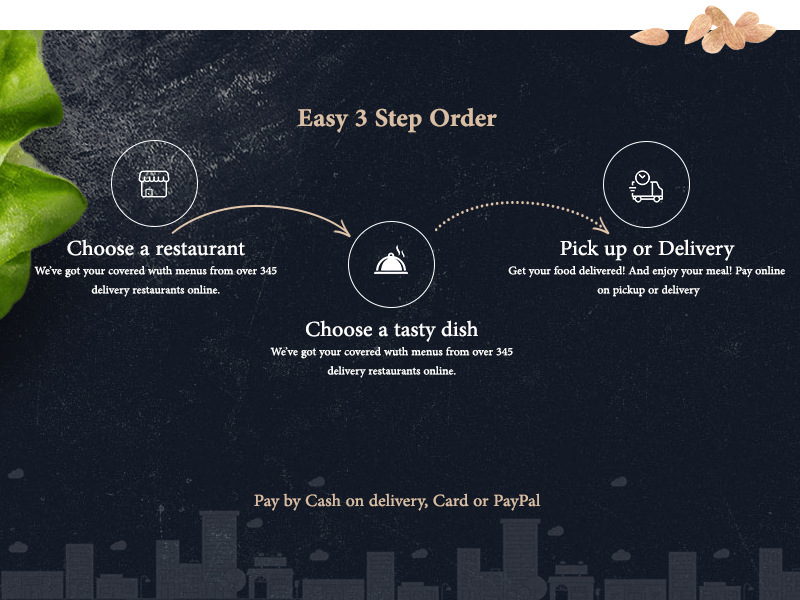 Easy 3 Step Order
Choose a restaurant
We've got your covered wuth menus from over 345
delivery restaurants online.
Choose a tasty dish
We've got your covered wuth menus from over 345
delivery restaurants online.
Pick up or Delivery
Get your food delivered! And enjoy your meal! Pay online
on pickup or delivery
Pay by Cash on delivery, Card or PayPal